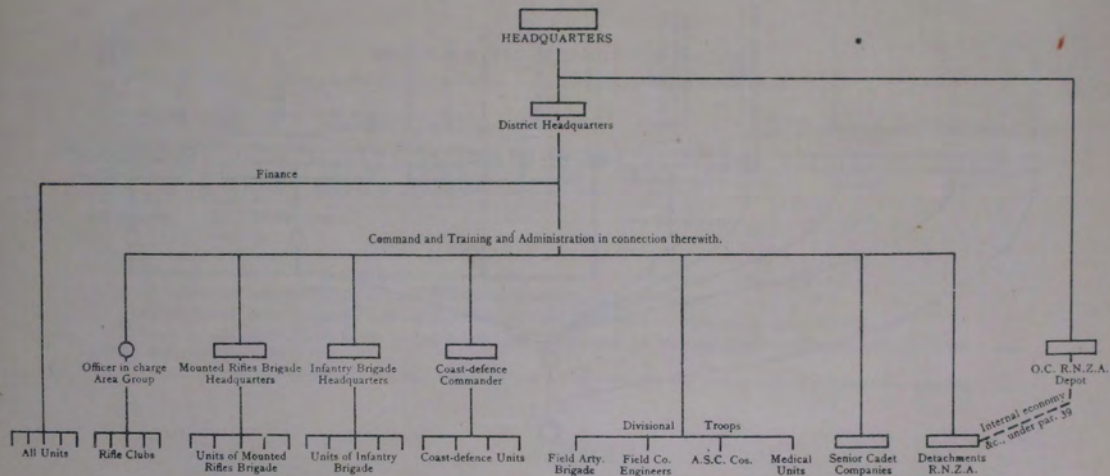 HEADQUARTERS
District Headquarters
Finance
Command and Training and Administration in connection therewith.
Officer in charge
Area Group
Mounted Rifles Brigade
Headquarters
Infantry Brigade
Headquarters
Coast-defence
Commander
O.C. R.N.Z.A.
Depot
Internal economy
&c., under par. 39
All Units
Rifle Clubs
Units of Mounted
Rifles Brigade
Units of Infantry
Brigade
Coast-defence Units
Divisional Troops
Field Arty.
Brigade
Field Co.
Engineers
A.S.C. Cos.
Medical
Units
Senior Cadet
Companies
Detachments
R.N.Z.A.